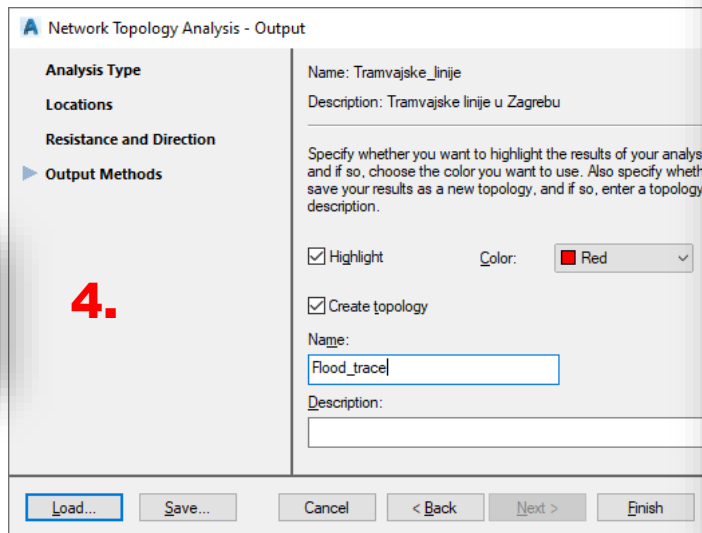 Network Topology Analysis - Output
Analysis Type
Locations
Resistance and Direction
Output Methods
4.
Name: Tramvajske_linije
Description: Tramvajske linije u Zagrebu
Specify whether you want to highlight the results of your analys
and if so, choose the color you want to use. Also specify wheth
save your results as a new topology, and if so, enter a topology
description.
Highlight
Color:
Red
Create topology
Name:
Flood_trace
Description:
Load...
Save...
Cancel
< Back
Next >
Finish